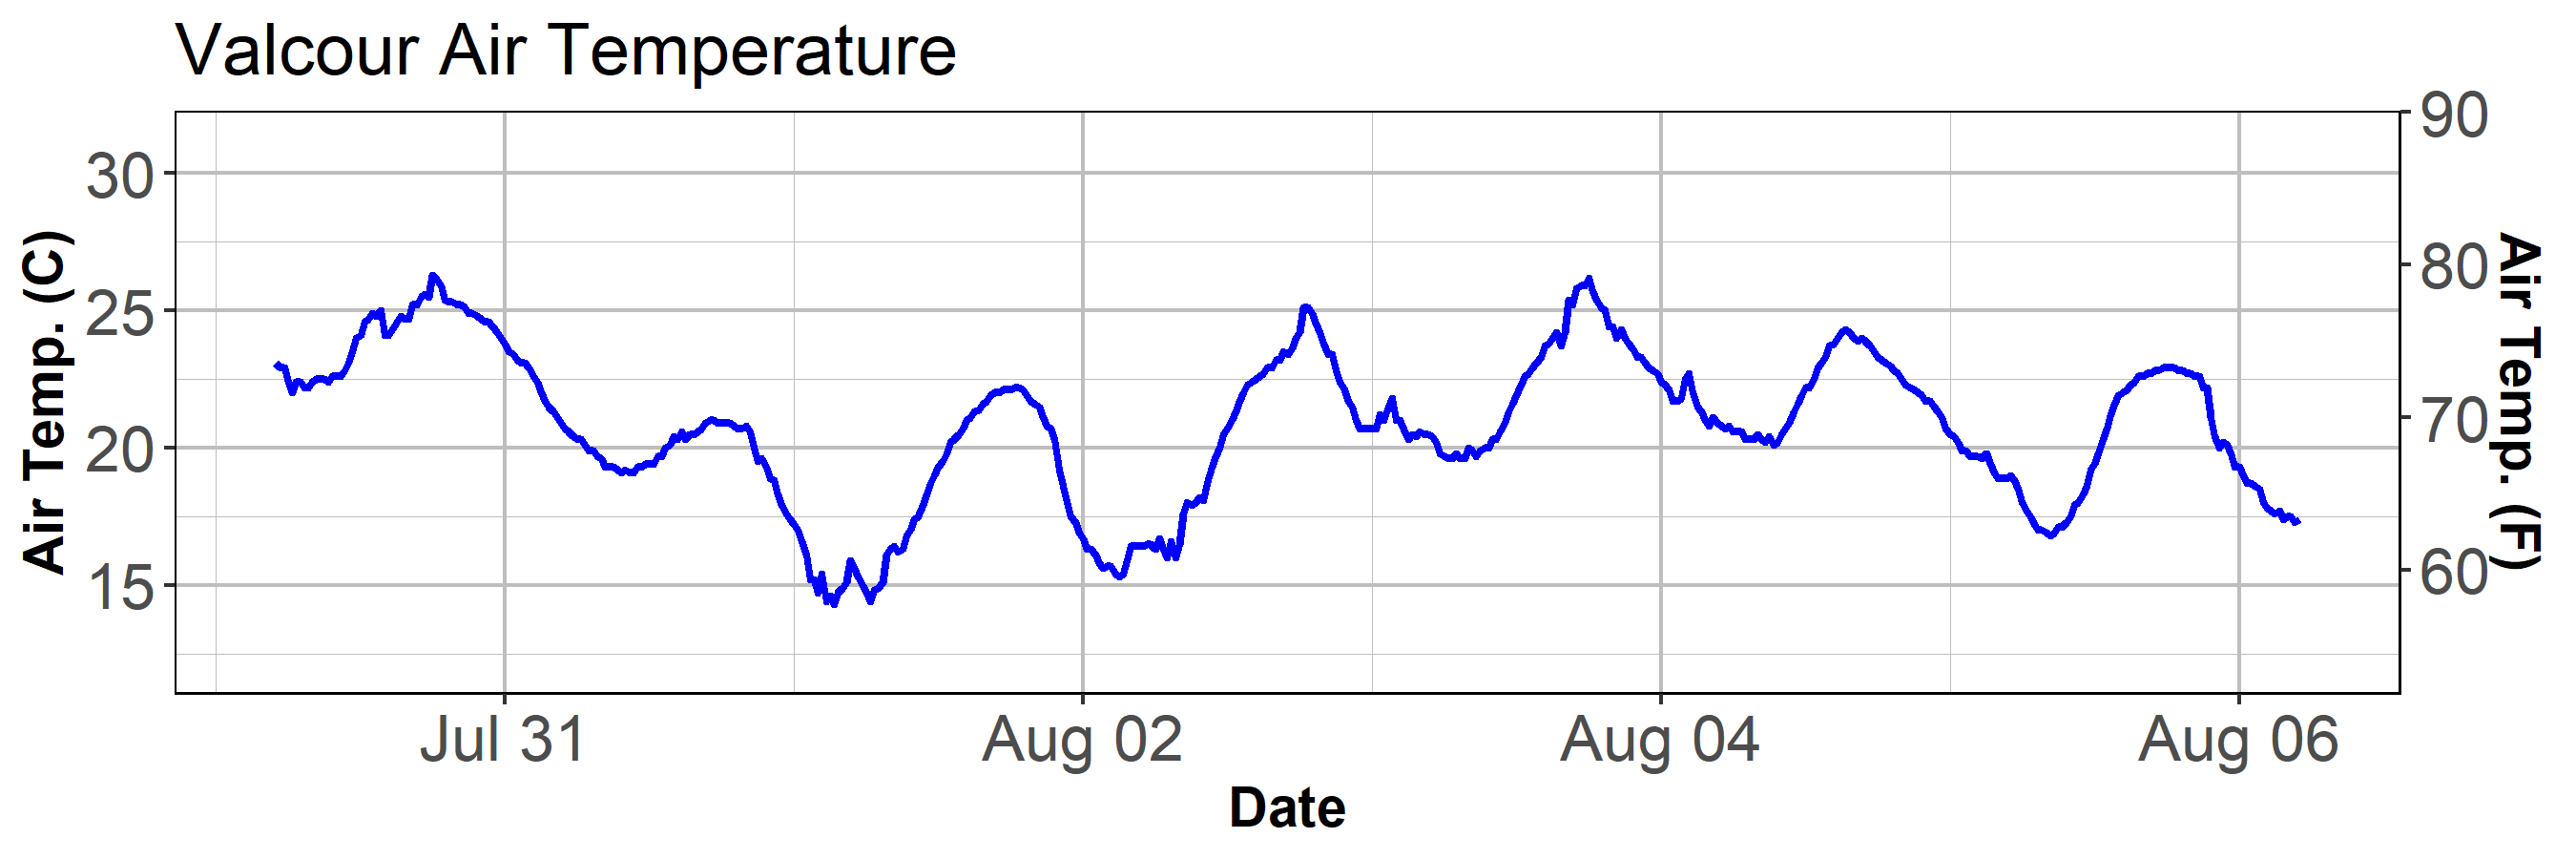 Valcour Air Temperature
Air Temp. (C)
30
25
20
15
90
80
70
60
Air Temp. (F)
Jul 31
Aug 02
Aug 04
Aug 06
Date